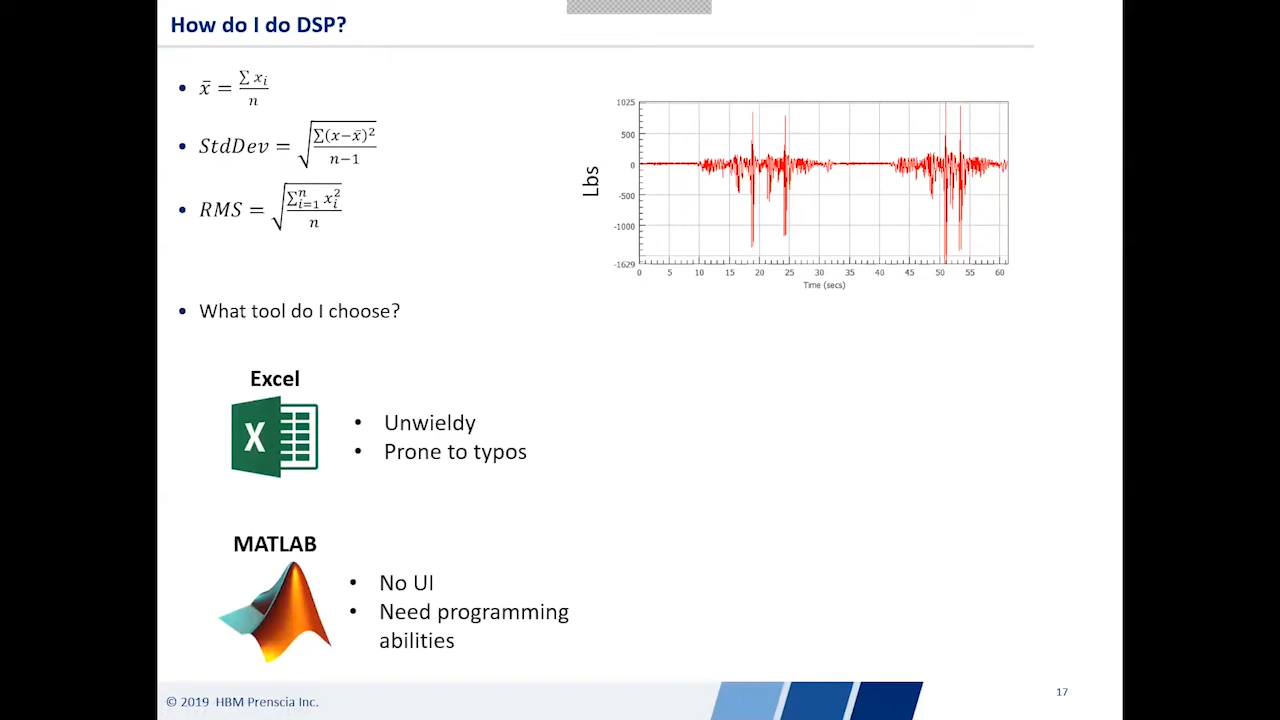 How do I do DSP?
• x̄ = ∑ xᵢ / n
• StdDev = √(∑(x−x̄)² / n−1)
• RMS = √(∑ⁿᵢ₌₁ xᵢ² / n)
1025
500
0
-500
-1000
-1629
Lbs
0 5 10 15 20 25 30 35 40 45 50 55 60
Time (secs)
• What tool do I choose?
Excel
X
• Unwieldy
• Prone to typos
MATLAB
• No UI
• Need programming
abilities
© 2019 HBM Prenscia Inc.
17